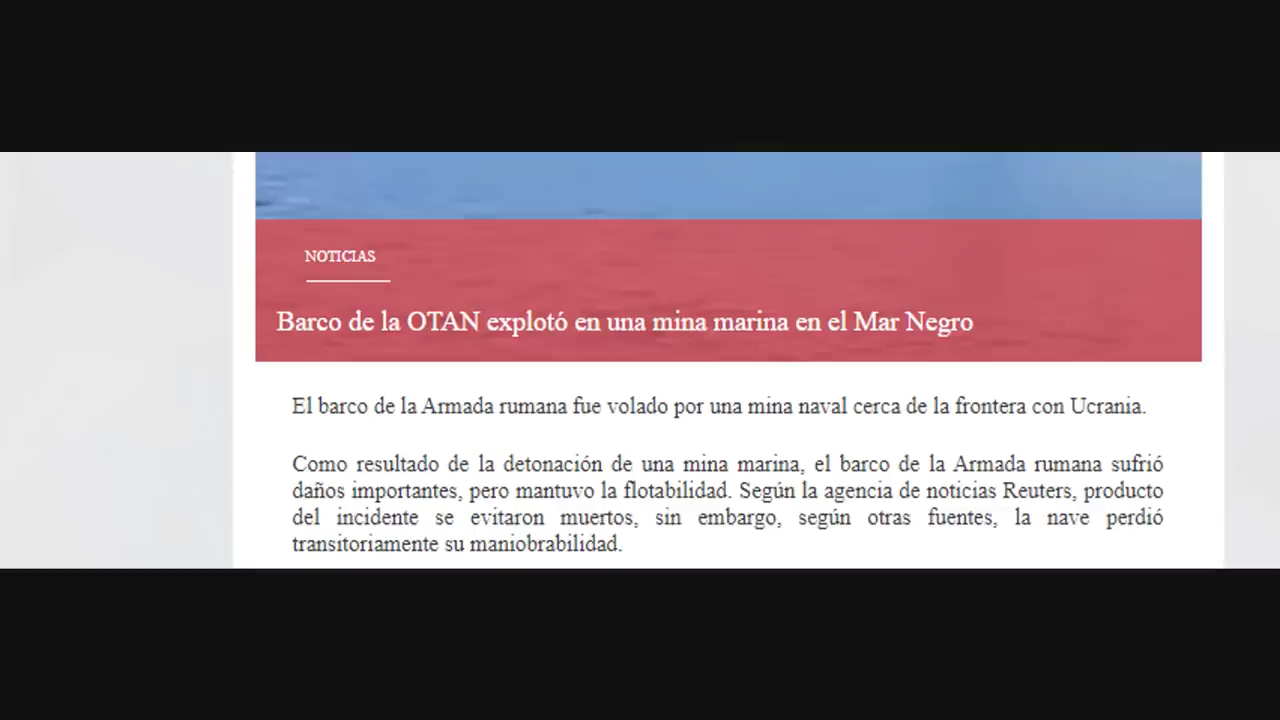 NOTICIAS
Barco de la OTAN explotó en una mina marina en el Mar Negro
El barco de la Armada rumana fue volado por una mina naval cerca de la frontera con Ucrania.
Como resultado de la detonación de una mina marina, el barco de la Armada rumana sufrió
daños importantes, pero mantuvo la flotabilidad. Según la agencia de noticias Reuters, producto
del incidente se evitaron muertos, sin embargo, según otras fuentes, la nave perdió
transitoriamente su maniobrabilidad.